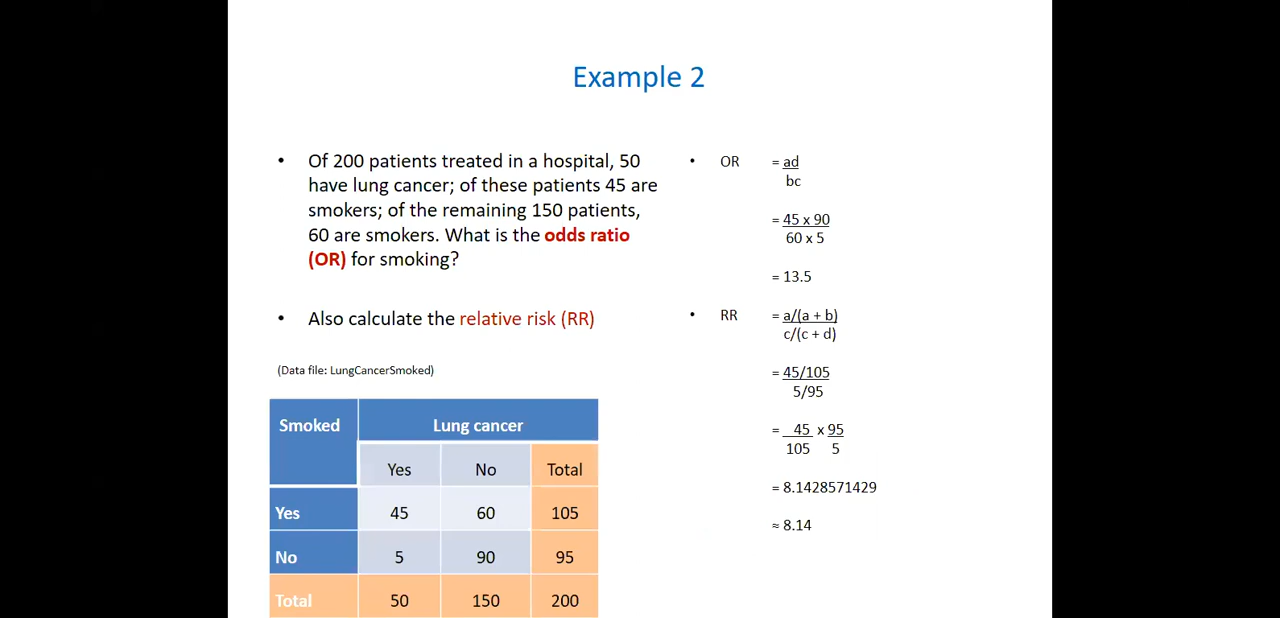 Example 2
• Of 200 patients treated in a hospital, 50
have lung cancer; of these patients 45 are
smokers; of the remaining 150 patients,
60 are smokers. What is the odds ratio
(OR) for smoking?
• Also calculate the relative risk (RR)
(Data file: LungCancerSmoked)
Smoked Lung cancer
Yes No Total
Yes 45 60 105
No 5 90 95
Total 50 150 200
• OR = ad
bc
= 45 x 90
60 x 5
= 13.5
• RR = a/(a + b)
c/(c + d)
= 45/105
5/95
= 45 x 95
105 5
= 8.1428571429
≈ 8.14